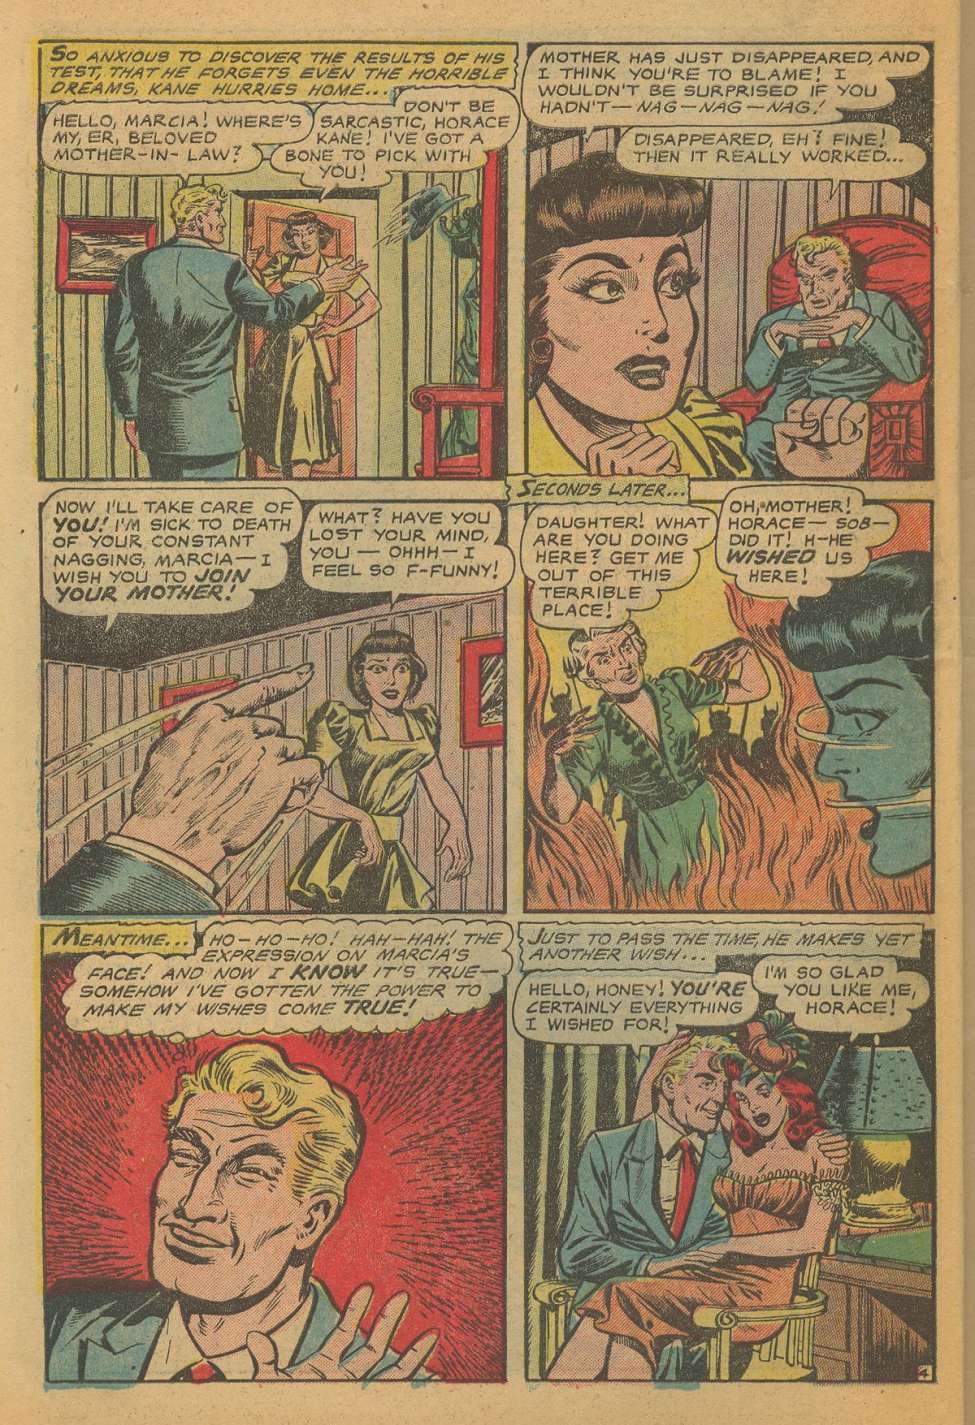 SO ANXIOUS TO DISCOVER THE RESULTS OF HIS
TEST, THAT HE FORGETS EVEN THE HORRIBLE
DREAMS, KANE HURRIES HOME...
HELLO, MARCIA! WHERE'S
MY, ER, BELOVED
MOTHER-IN-LAW?
DON'T BE
SARCASTIC, HORACE
KANE! I'VE GOT A
BONE TO PICK WITH
YOU!
MOTHER HAS JUST DISAPPEARED, AND
I THINK YOU'RE TO BLAME! I
WOULDN'T BE SURPRISED IF YOU
HADN'T—NAG—NAG—NAG—NAG!
DISAPPEARED, EH? FINE!
THEN IT REALLY WORKED...
NOW I'LL TAKE CARE OF
YOU! I'M SICK TO DEATH
OF YOUR CONSTANT
NAGGING, MARCIA—I
WISH YOU TO JOIN
YOUR MOTHER!
WHAT? HAVE YOU
LOST YOUR MIND,
YOU—OHHH—I
FEEL SO F-FUNNY!
SECONDS LATER...
DAUGHTER! WHAT
ARE YOU DOING
HERE? GET ME
OUT OF THIS
TERRIBLE
PLACE!
OH, MOTHER!
HORACE—SOB—
DID IT! H-HE
WISHED US
HERE!
MEANTIME...
HO-HO-HO! HAH-HAH! THE
EXPRESSION ON MARCIA'S
FACE! AND NOW I KNOW IT'S TRUE—
SOMEHOW I'VE GOTTEN THE POWER TO
MAKE MY WISHES COME TRUE!
JUST TO PASS THE TIME, HE MAKES YET
ANOTHER WISH...
HELLO, HONEY! YOU'RE
CERTAINLY EVERYTHING
I WISHED FOR!
I'M SO GLAD
YOU LIKE ME,
HORACE!
4